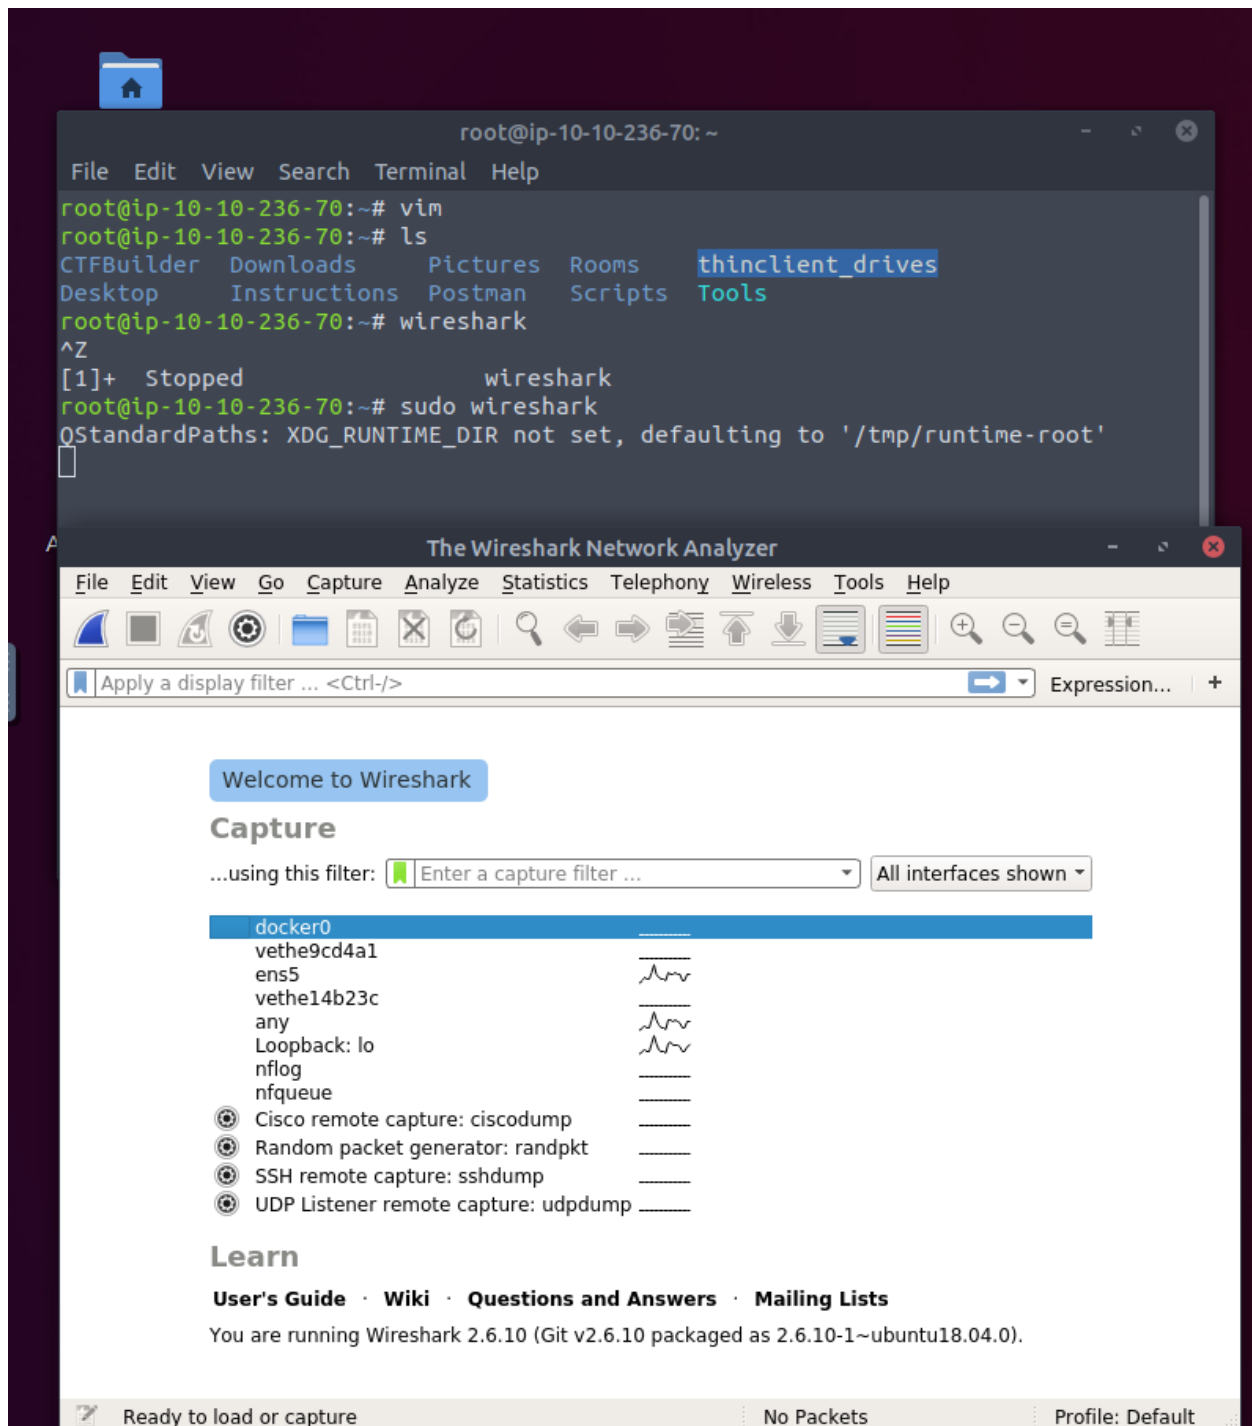 root@ip-10-10-236-70: ~
File Edit View Search Terminal Help
root@ip-10-10-236-70:~# vim
root@ip-10-10-236-70:~# ls
CTFBuilder Downloads Pictures Rooms thinclient_drives
Desktop Instructions Postman Scripts Tools
root@ip-10-10-236-70:~# wireshark
^Z
[1]+ Stopped wireshark
root@ip-10-10-236-70:~# sudo wireshark
QStandardPaths: XDG_RUNTIME_DIR not set, defaulting to '/tmp/runtime-root'
A
The Wireshark Network Analyzer
File Edit View Go Capture Analyze Statistics Telephony Wireless Tools Help
Apply a display filter ... <Ctrl-/> Expression... +
Welcome to Wireshark
Capture
...using this filter: Enter a capture filter ... All interfaces shown
docker0
vethe9cd4a1
ens5
vethe14b23c
any
Loopback: lo
nflog
nfqueue
Cisco remote capture: ciscodump
Random packet generator: randpkt
SSH remote capture: sshdump
UDP Listener remote capture: udpdump
Learn
User's Guide · Wiki · Questions and Answers · Mailing Lists
You are running Wireshark 2.6.10 (Git v2.6.10 packaged as 2.6.10-1~ubuntu18.04.0).
Ready to load or capture No Packets Profile: Default